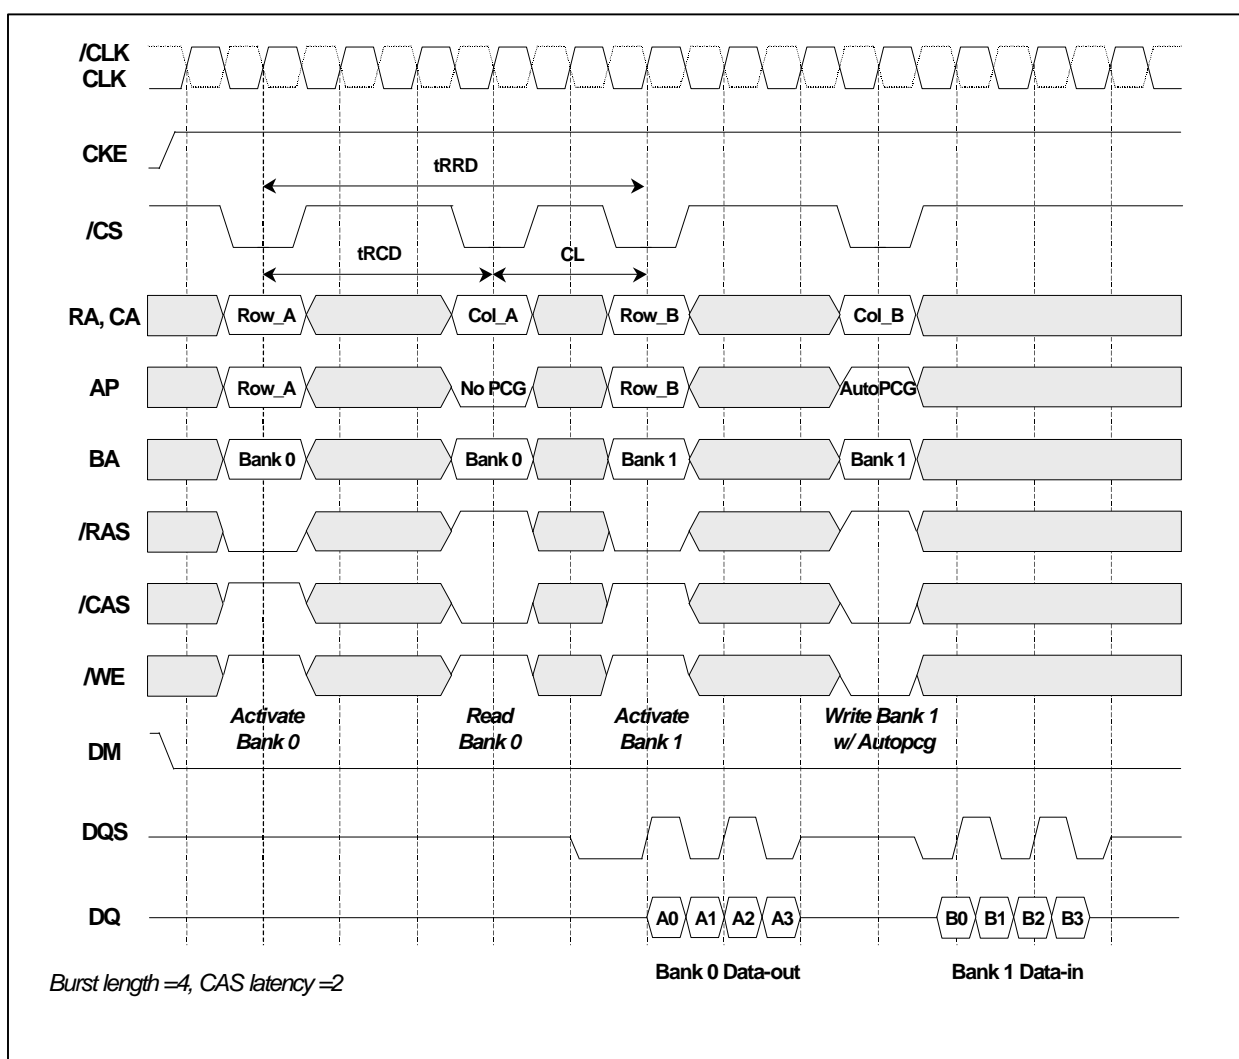 /CLK
CLK
CKE
tRRD
/CS
tRCD CL
RA, CA Row_A Col_A Row_B Col_B
AP Row_A No PCG Row_B AutoPCG
BA Bank 0 Bank 0 Bank 1 Bank 1
/RAS
/CAS
/WE
Activate Read Activate Write Bank 1
Bank 0 Bank 0 Bank 1 w/ Autopcg
DM
DQS
DQ A0 A1 A2 A3 B0 B1 B2 B3
Bank 0 Data-out Bank 1 Data-in
Burst length =4, CAS latency =2